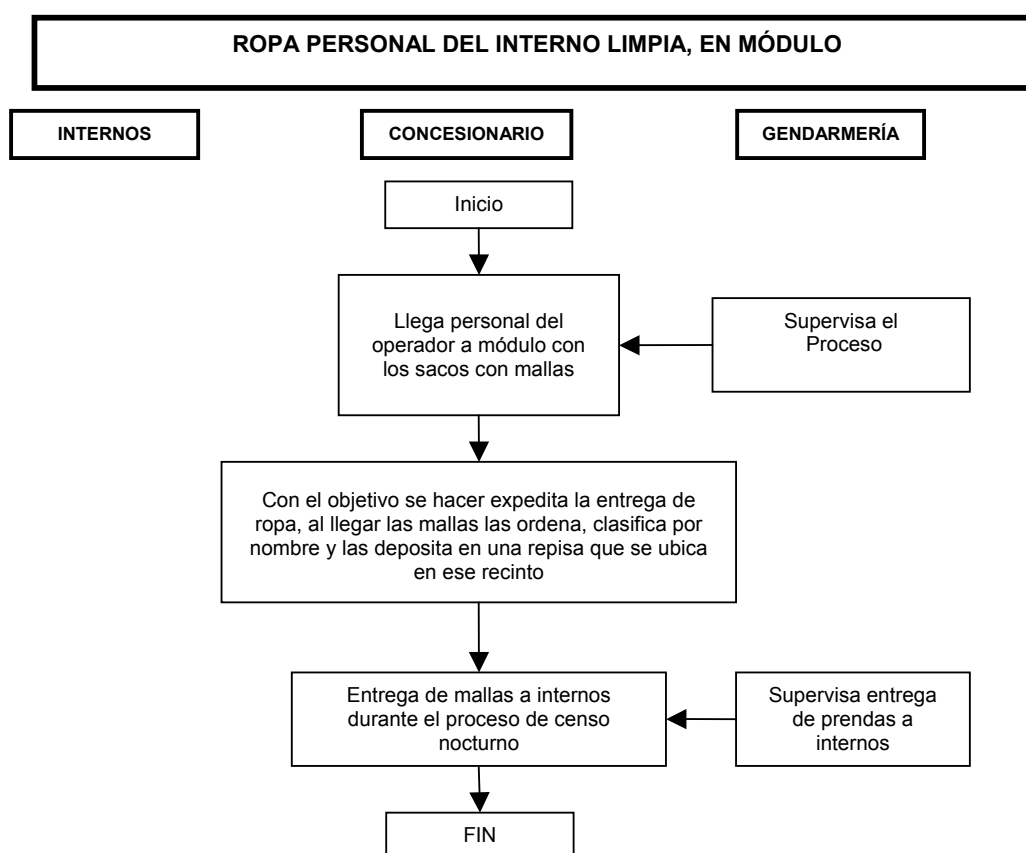 ROPA PERSONAL DEL INTERNO LIMPIA, EN MÓDULO
INTERNOS
CONCESIONARIO
GENDARMERÍA
Inicio
Llega personal del
operador a módulo con
los sacos con mallas
Supervisa el
Proceso
Con el objetivo se hacer expedita la entrega de
ropa, al llegar las mallas las ordena, clasifica por
nombre y las deposita en una repisa que se ubica
en ese recinto
Entrega de mallas a internos
durante el proceso de censo
nocturno
Supervisa entrega
de prendas a
internos
FIN